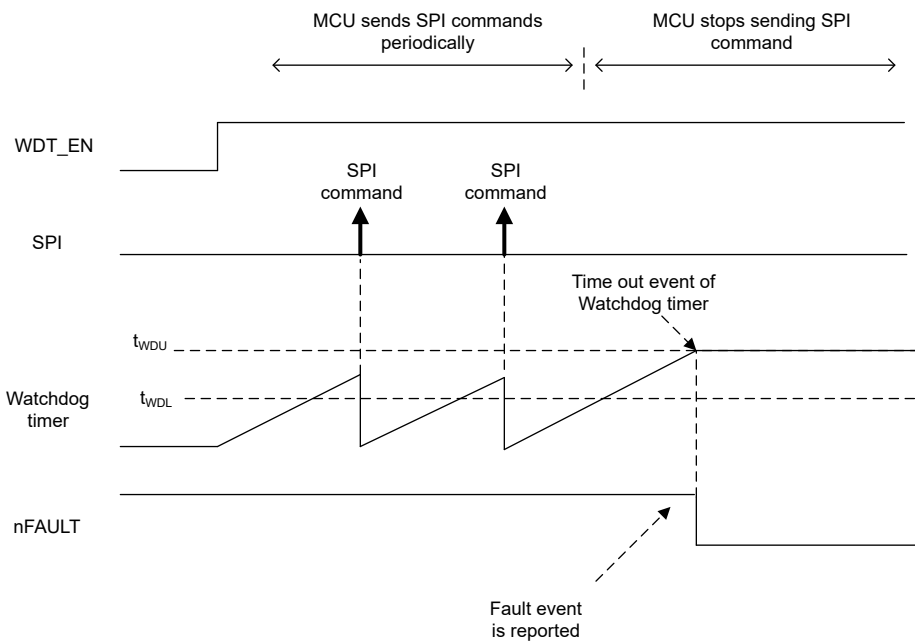 MCU sends SPI commands
periodically
MCU stops sending SPI
command
WDT_EN
SPI
command
SPI
command
SPI
Time out event of
Watchdog timer
tWDU
Watchdog
timer
tWDL
nFAULT
Fault event
is reported